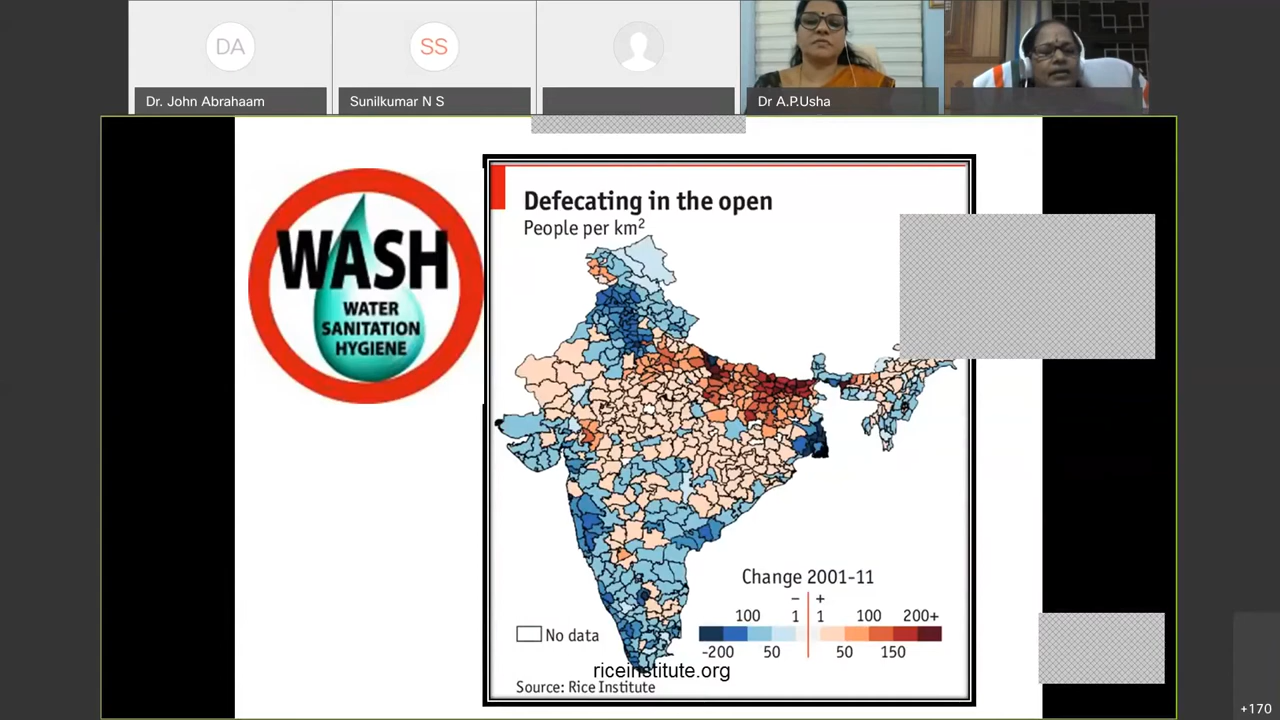 DA
SS
Dr. John Abrahaam
Sunilkumar N S
Dr A.P.Usha
WASH
WATER
SANITATION
HYGIENE
Defecating in the open
People per km²
Change 2001-11
− +
100 1 1 100 200+
-200 50 50 150
No data
riceinstitute.org
Source: Rice Institute
+170